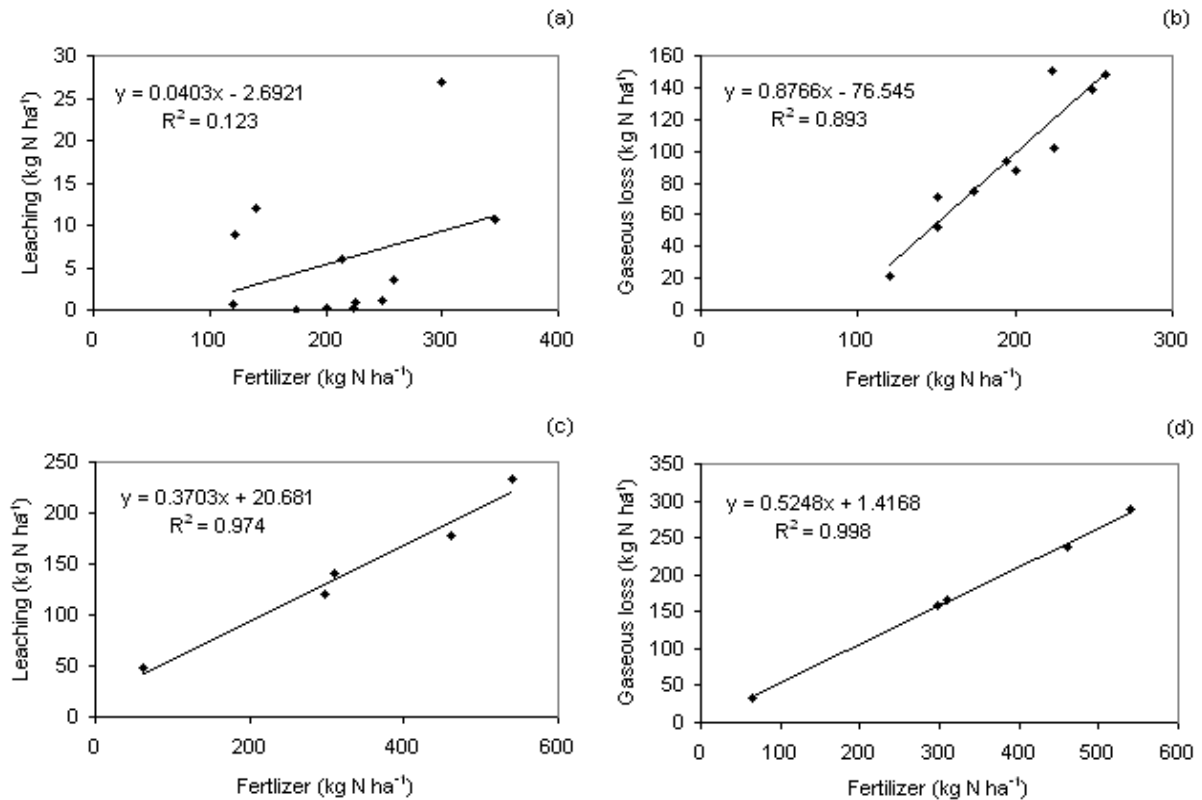 (a)
30
25
20
15
10
5
0
y = 0.0403x - 2.6921
R² = 0.123
Leaching (kg N ha⁻¹)
0 100 200 300 400
Fertilizer (kg N ha⁻¹)
(b)
160
140
120
100
80
60
40
20
0
y = 0.8766x - 76.545
R² = 0.893
Gaseous loss (kg N ha⁻¹)
0 100 200 300
Fertlizer (kg N ha⁻¹)
(c)
250
200
150
100
50
0
y = 0.3703x + 20.681
R² = 0.974
Leaching (kg N ha⁻¹)
0 200 400 600
Fertlizer (kg N ha⁻¹)
(d)
350
300
250
200
150
100
50
0
y = 0.5248x + 1.4168
R² = 0.998
Gaseous loss (kg N ha⁻¹)
0 100 200 300 400 500 600
Fertlizer (kg N ha⁻¹)